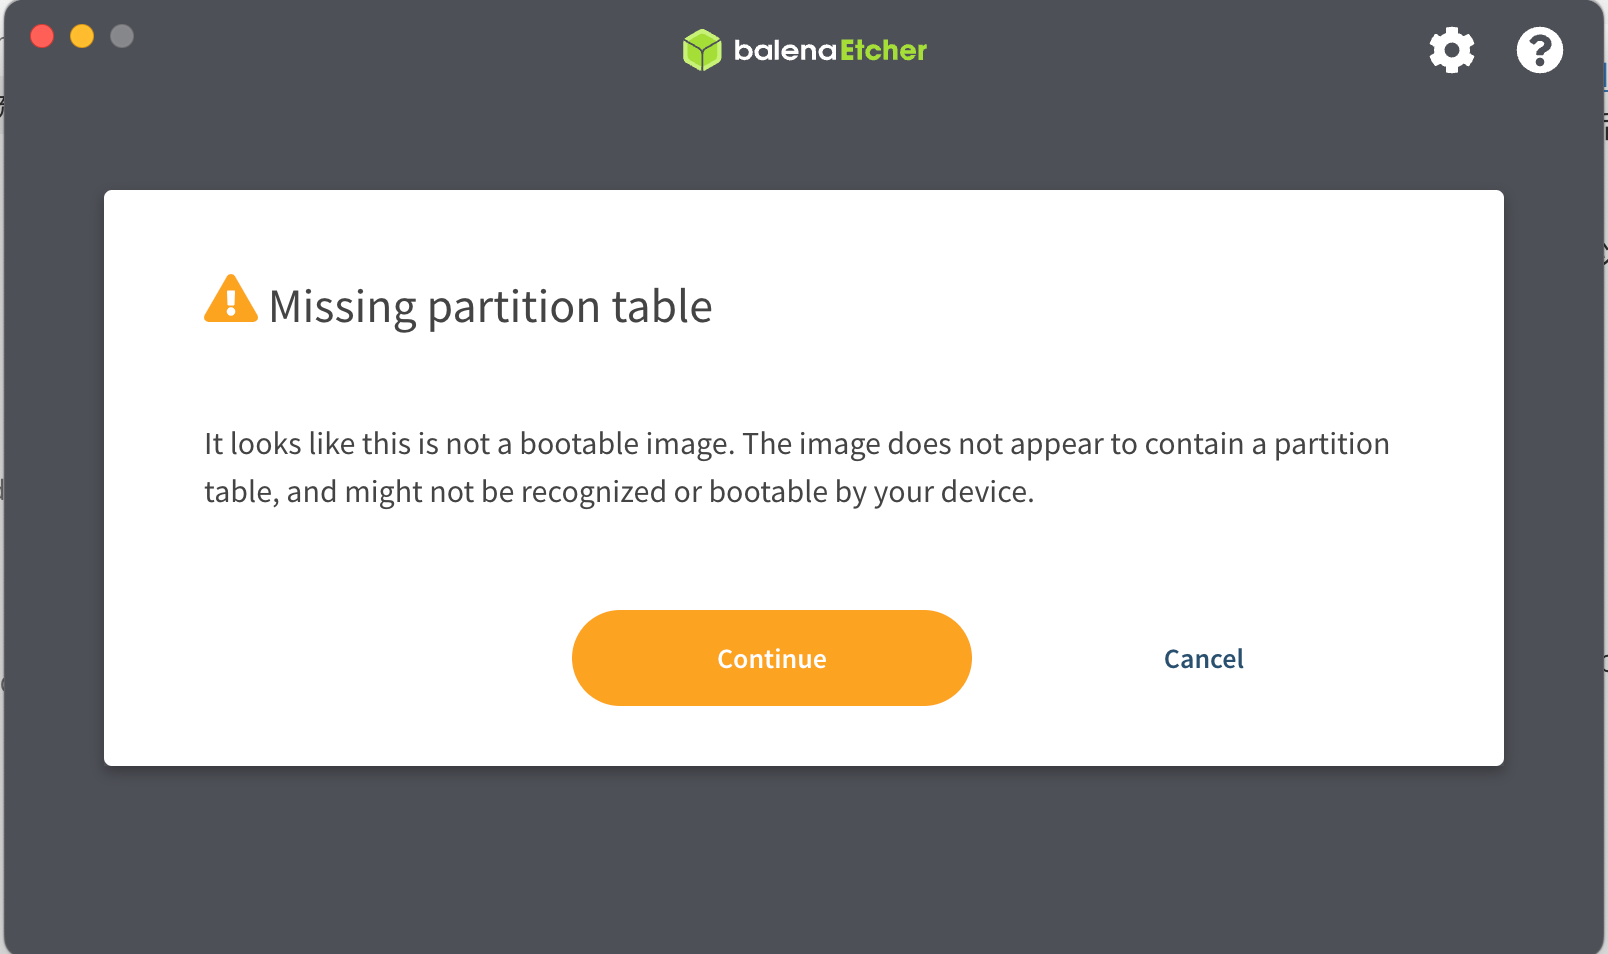 balenaEtcher
Missing partition table
It looks like this is not a bootable image. The image does not appear to contain a partition
table, and might not be recognized or bootable by your device.
Continue
Cancel